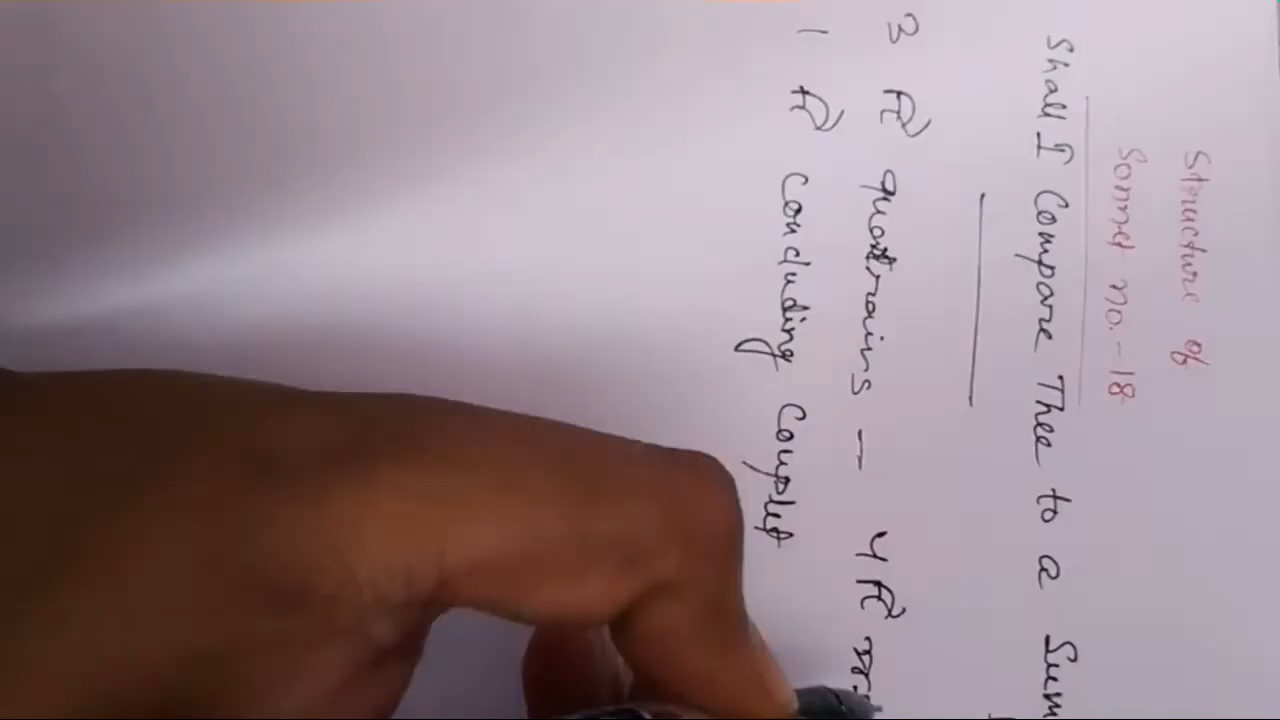 Structure of
Sonnet no. - 18
Shall I Compare Thee to a Sum
3 টি quatrains - 4 টি
1 টি concluding couplet